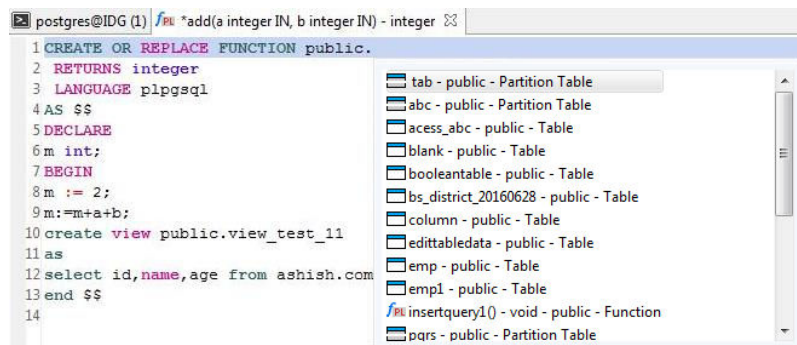 postgres@IDG (1) PL *add(a integer IN, b integer IN) - integer
1 CREATE OR REPLACE FUNCTION public.
2 RETURNS integer
3 LANGUAGE plpgsql
4 AS $$
5 DECLARE
6 m int;
7 BEGIN
8 m := 2;
9 m:=m+a+b;
10 create view public.view_test_11
11 as
12 select id,name,age from ashish.com
13 end $$
14
tab - public - Partition Table
abc - public - Partition Table
acess_abc - public - Table
blank - public - Table
booleantable - public - Table
bs_district_20160628 - public - Table
column - public - Table
edittabledata - public - Table
emp - public - Table
emp1 - public - Table
PL insertquery1() - void - public - Function
pqrs - public - Partition Table